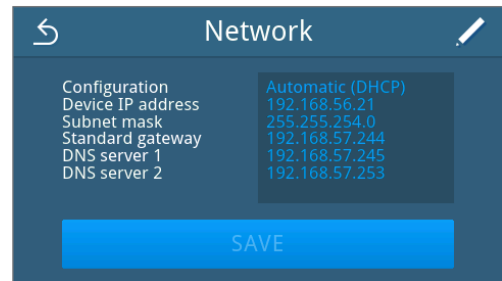 Network
Configuration Automatic (DHCP)
Device IP address 192.168.56.21
Subnet mask 255.255.254.0
Standard gateway 192.168.57.244
DNS server 1 192.168.57.245
DNS server 2 192.168.57.253
SAVE